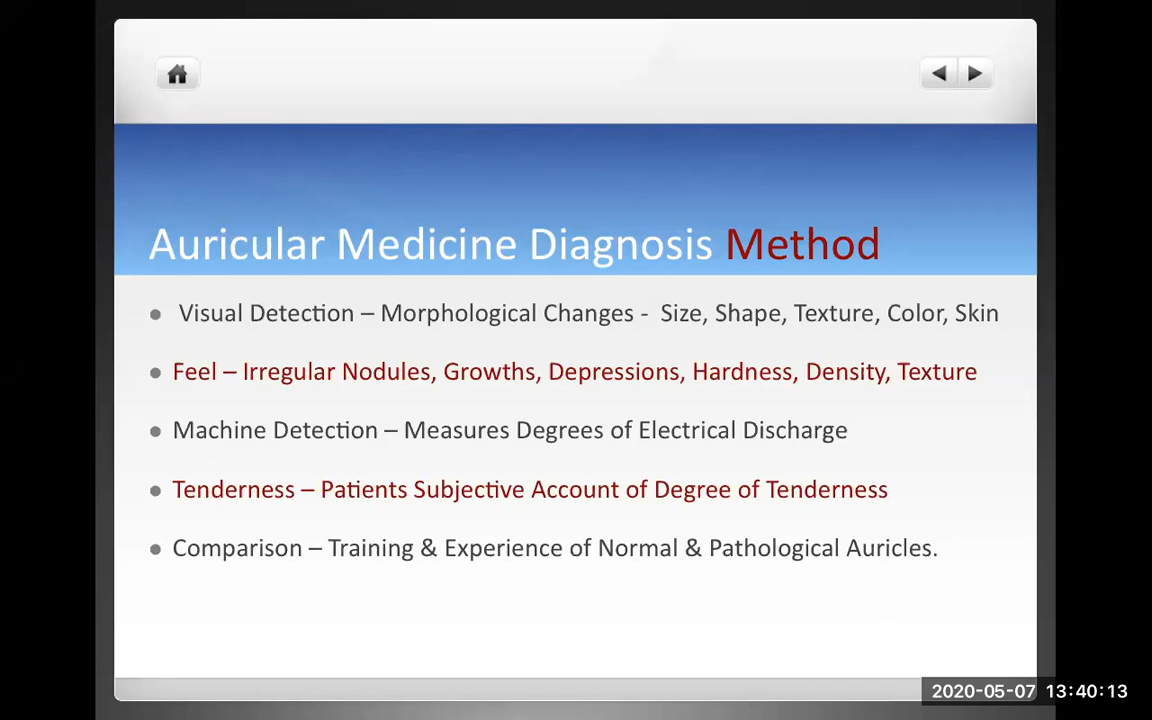 Auricular Medicine Diagnosis Method
• Visual Detection – Morphological Changes - Size, Shape, Texture, Color, Skin
• Feel – Irregular Nodules, Growths, Depressions, Hardness, Density, Texture
• Machine Detection – Measures Degrees of Electrical Discharge
• Tenderness – Patients Subjective Account of Degree of Tenderness
• Comparison – Training & Experience of Normal & Pathological Auricles.
2020-05-07 13:40:13